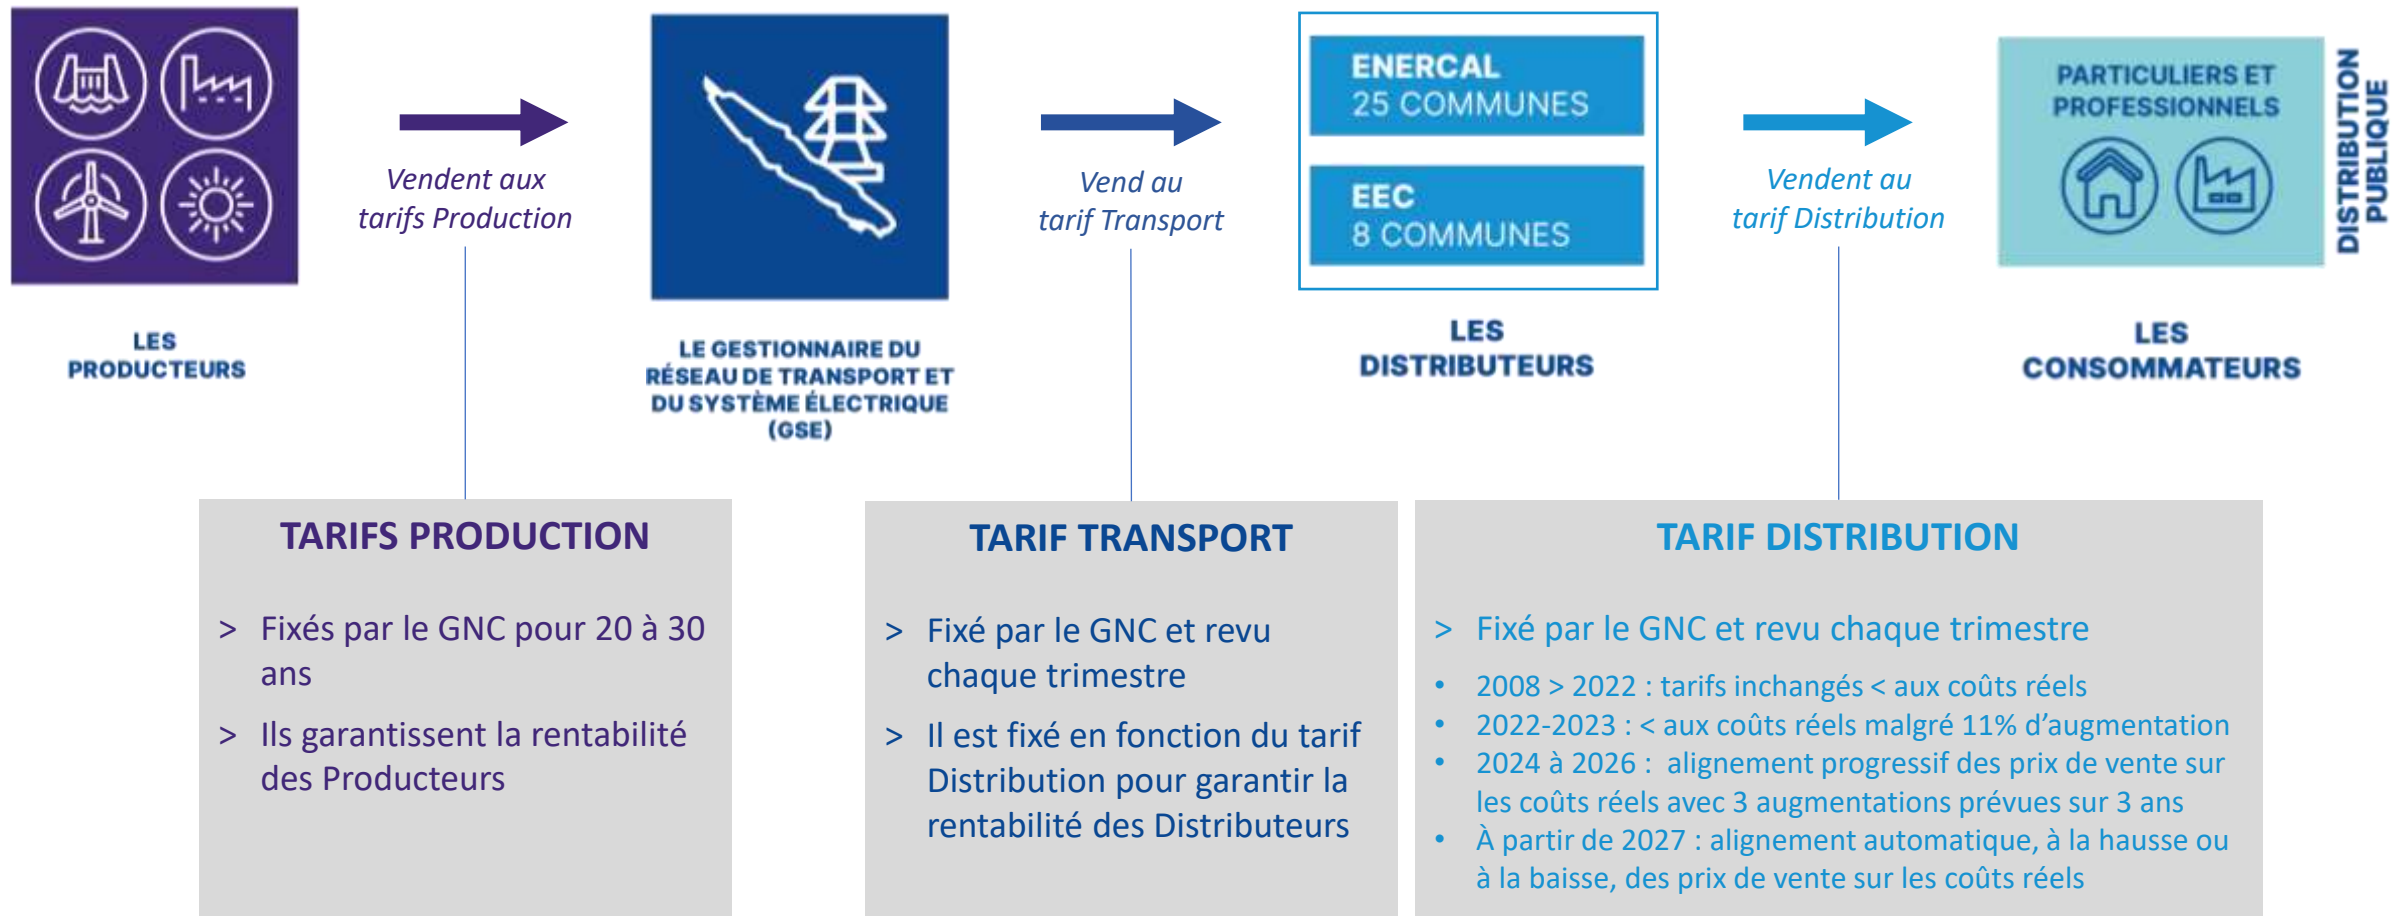 LES
PRODUCTEURS
Vendent aux
tarifs Production
LE GESTIONNAIRE DU
RÉSEAU DE TRANSPORT ET
DU SYSTÈME ÉLECTRIQUE
(GSE)
Vend au
tarif Transport
ENERCAL
25 COMMUNES
EEC
8 COMMUNES
LES
DISTRIBUTEURS
Vendent au
tarif Distribution
PARTICULIERS ET
PROFESSIONNELS
DISTRIBUTION
PUBLIQUE
LES
CONSOMMATEURS
TARIFS PRODUCTION
> Fixés par le GNC pour 20 à 30
ans
> Ils garantissent la rentabilité
des Producteurs
TARIF TRANSPORT
> Fixé par le GNC et revu
chaque trimestre
> Il est fixé en fonction du tarif
Distribution pour garantir la
rentabilité des Distributeurs
TARIF DISTRIBUTION
> Fixé par le GNC et revu chaque trimestre
• 2008 > 2022 : tarifs inchangés < aux coûts réels
• 2022-2023 : < aux coûts réels malgré 11% d’augmentation
• 2024 à 2026 : alignement progressif des prix de vente sur
les coûts réels avec 3 augmentations prévues sur 3 ans
• À partir de 2027 : alignement automatique, à la hausse ou
à la baisse, des prix de vente sur les coûts réels